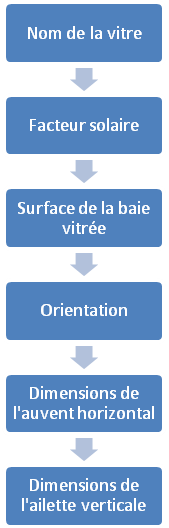 Nom de la vitre
Facteur solaire
Surface de la baie
vitrée
Orientation
Dimensions de
l'auvent horizontal
Dimensions de
l'ailette verticale